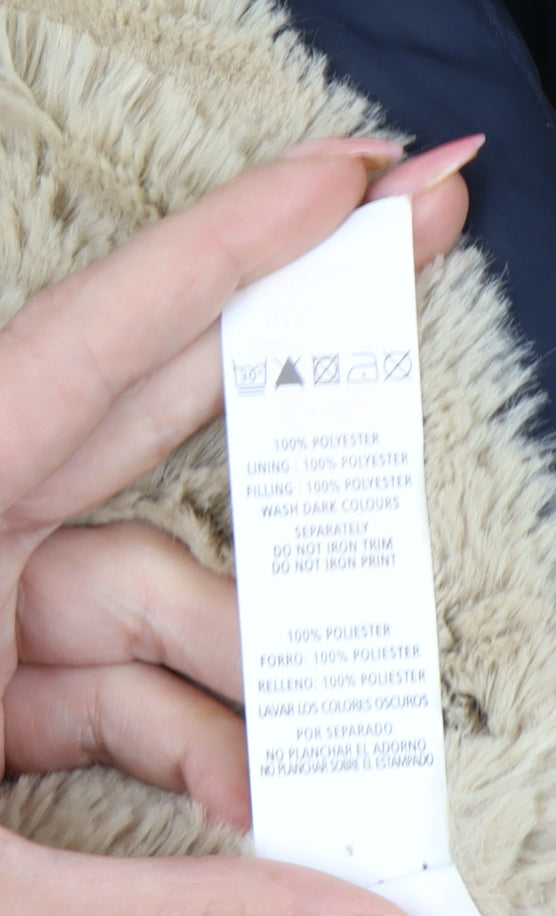 30°
100% POLYESTER
LINING : 100% POLYESTER
FILLING : 100% POLYESTER
WASH DARK COLOURS
SEPARATELY
DO NOT IRON TRIM
DO NOT IRON PRINT
100% POLIESTER
FORRO: 100% POLIESTER
RELLENO: 100% POLIESTER
LAVAR LOS COLORES OSCUROS
POR SEPARADO
NO PLANCHAR EL ADORNO
NO PLANCHAR SOBRE EL ESTAMPADO